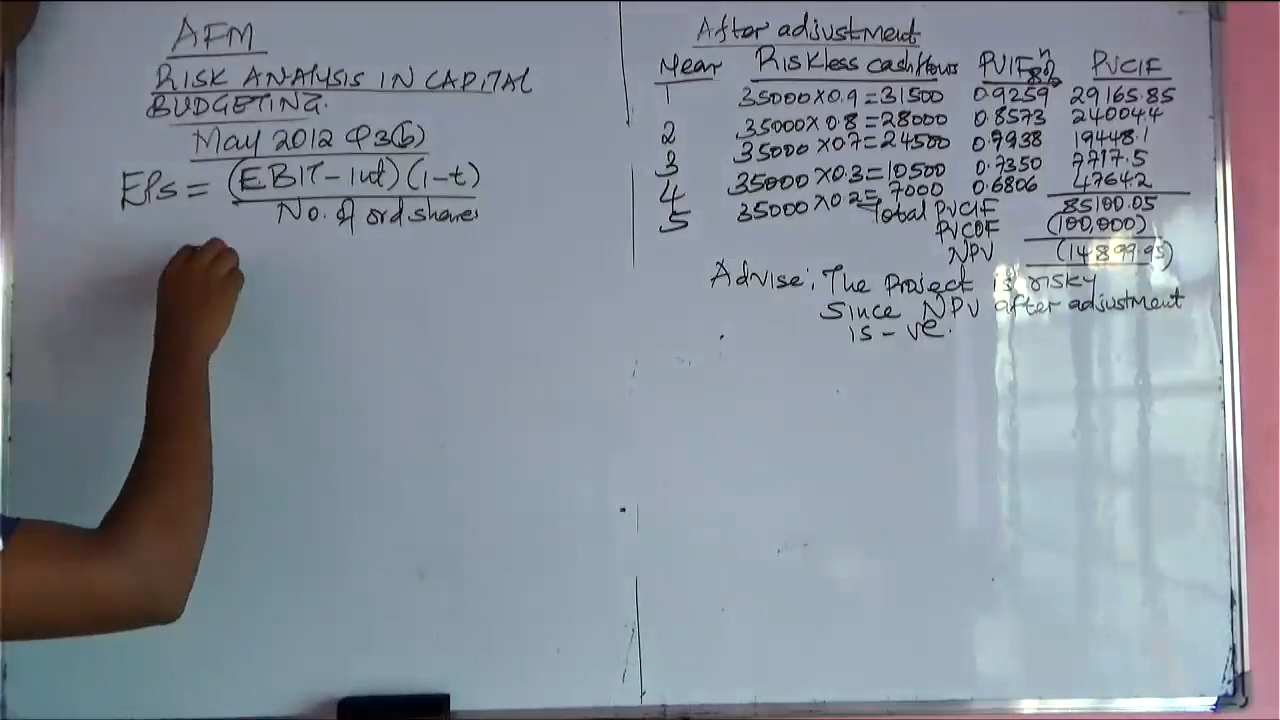 AFM
RISK ANALYSIS IN CAPITAL
BUDGETING.
May 2012 Q3(b)
EPS = (EBIT - Int)(1-t)
No. of ord shares
After adjustment
Year Riskless cashflows PVIF 8% n PVCIF
1 35000 x 0.9 = 31500 0.9259 29165.85
2 35000 x 0.8 = 28000 0.8573 24004.4
3 35000 x 0.7 = 24500 0.7938 19448.1
4 35000 x 0.3 = 10500 0.7350 7717.5
5 35000 x 0.2 = 7000 0.6806 4764.2
Total PVCIF 85100.05
PVCOF (100,000)
NPV (14899.95)
Advise: The Project is risky
Since NPV after adjustment
is -ve.